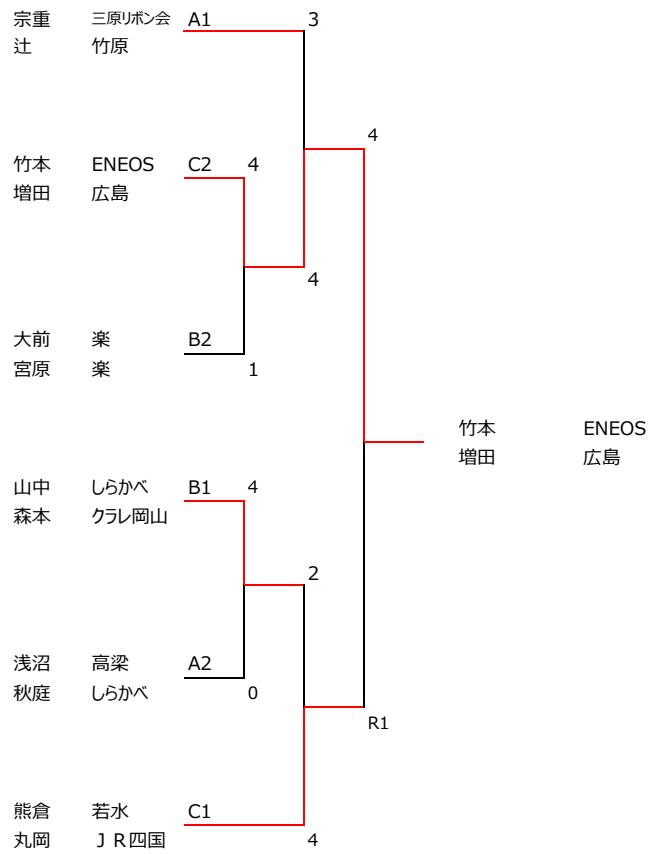 宗重 三原リボン会 A1 3
辻 竹原
4
竹本 ENEOS C2 4
増田 広島
4
大前 楽 B2
宮原 楽 1
竹本 ENEOS
増田 広島
山中 しらかべ B1 4
森本 クラレ岡山
2
浅沼 高梁 A2
秋庭 しらかべ 0
R1
熊倉 若水 C1
丸岡 ＪＲ四国 4